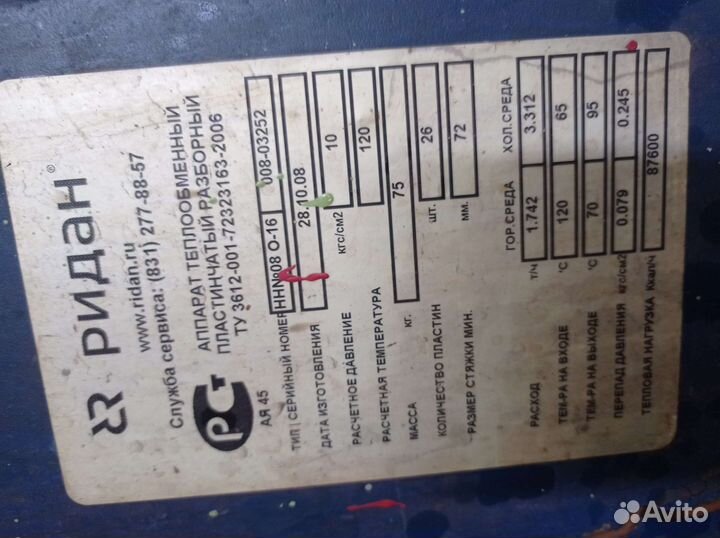 РИДАН®
www.ridan.ru
Служба сервиса: (831) 277-88-57
АППАРАТ ТЕПЛООБМЕННЫЙ
ПЛАСТИНЧАТЫЙ РАЗБОРНЫЙ
ТУ 3612-001-72323163-2006
РСт
АЯ 45
ТИП | СЕРИЙНЫЙ НОМЕР НН№08 О-16 008-03252
ДАТА ИЗГОТОВЛЕНИЯ 28.10.08
РАСЧЕТНОЕ ДАВЛЕНИЕ кгс/см2 10
РАСЧЕТНАЯ ТЕМПЕРАТУРА 120
МАССА кг. 75
КОЛИЧЕСТВО ПЛАСТИН шт. 26
РАЗМЕР СТЯЖКИ МИН. мм. 72
ГОР.СРЕДА ХОЛ.СРЕДА
РАСХОД т/ч 1.742 3.312
ТЕМ-РА НА ВХОДЕ °С 120 65
ТЕМ-РА НА ВЫХОДЕ °С 70 95
ПЕРЕПАД ДАВЛЕНИЯ кгс/см2 0.079 0.245
ТЕПЛОВАЯ НАГРУЗКА Ккал/ч 87600
Avito